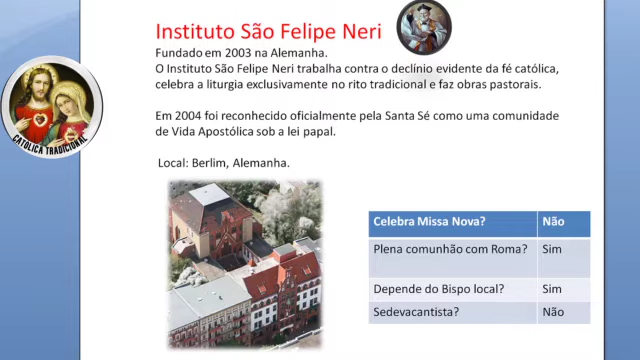 Instituto São Felipe Neri
Fundado em 2003 na Alemanha.
O Instituto São Felipe Neri trabalha contra o declínio evidente da fé católica,
celebra a liturgia exclusivamente no rito tradicional e faz obras pastorais.
Em 2004 foi reconhecido oficialmente pela Santa Sé como uma comunidade
de Vida Apostólica sob a lei papal.
Local: Berlim, Alemanha.
CATÓLICA TRADICIONAL
Celebra Missa Nova? Não
Plena comunhão com Roma? Sim
Depende do Bispo local? Sim
Sedevacantista? Não